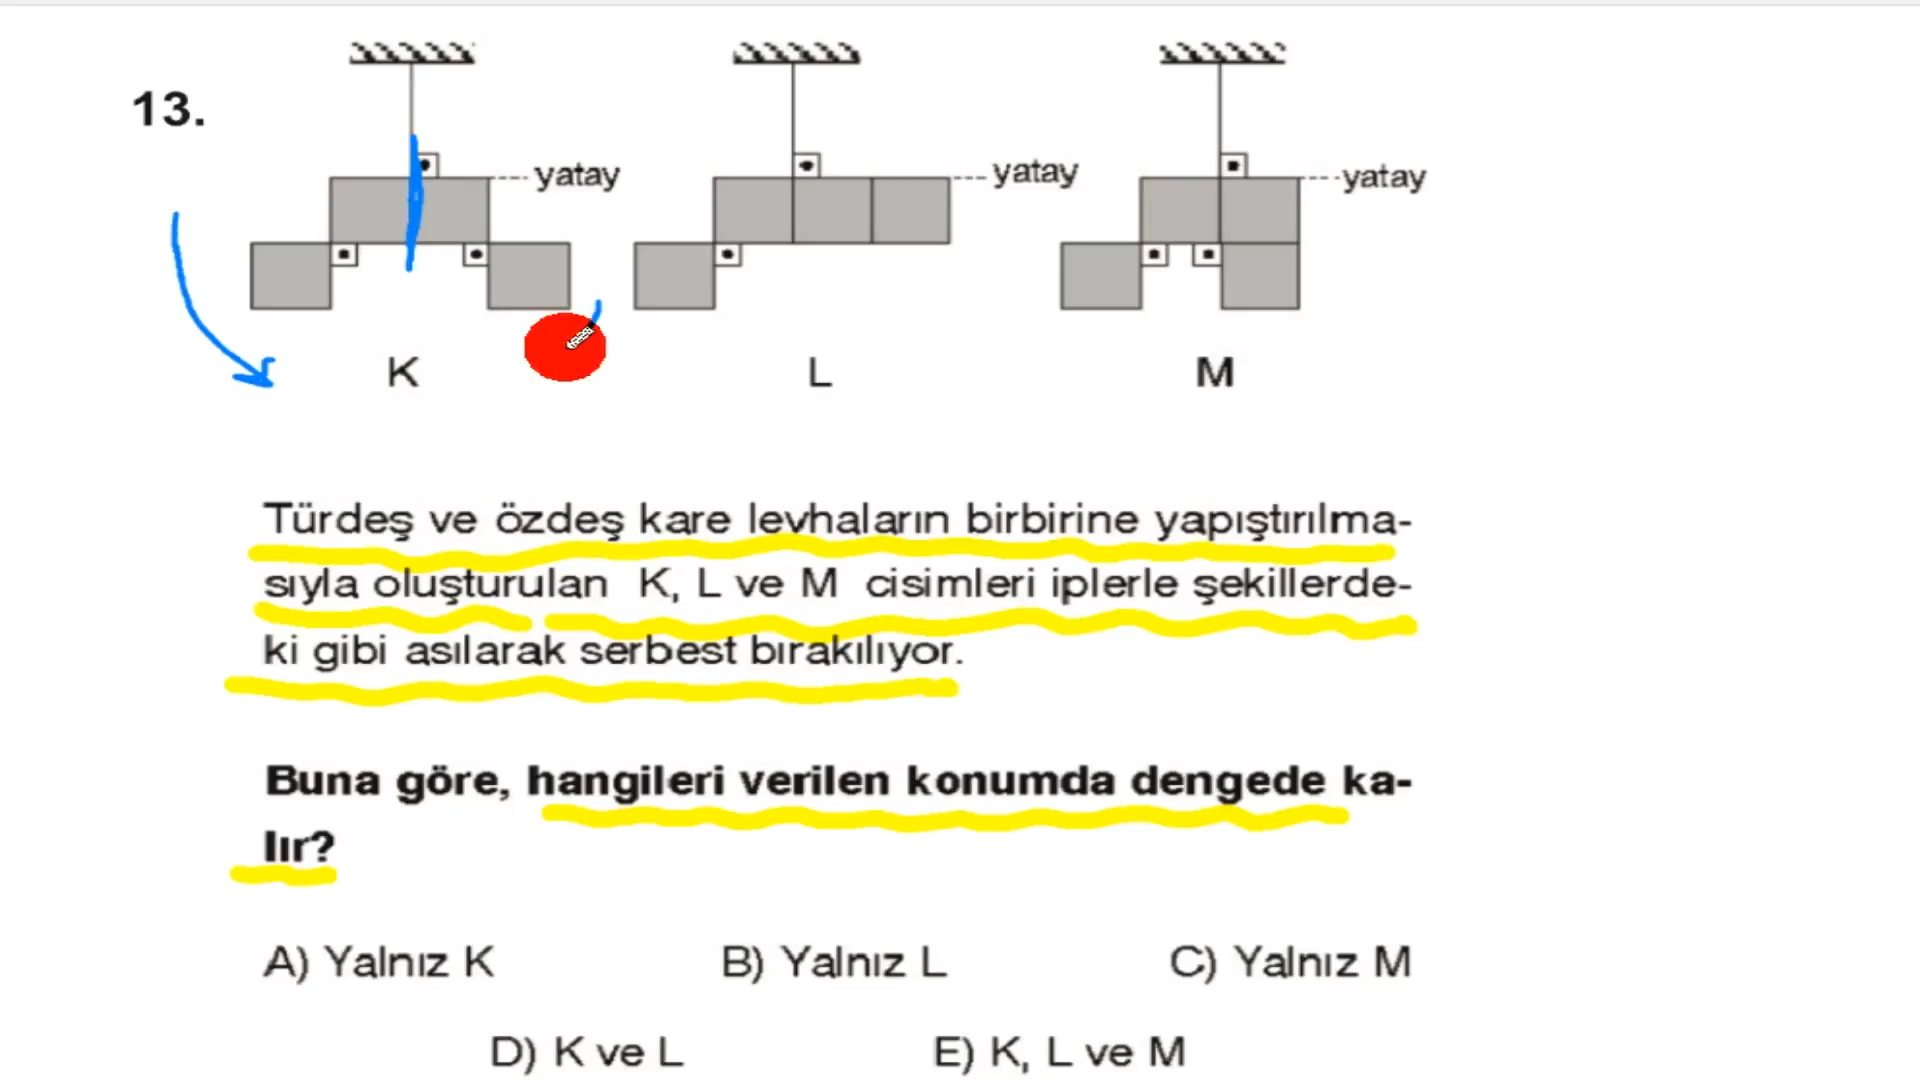 13.
yatay
yatay
yatay
K
L
M
Türdeş ve özdeş kare levhaların birbirine yapıştırılma-
sıyla oluşturulan K, L ve M cisimleri iplerle şekillerde-
ki gibi asılarak serbest bırakılıyor.
Buna göre, hangileri verilen konumda dengede ka-
lır?
A) Yalnız K
B) Yalnız L
C) Yalnız M
D) K ve L
E) K, L ve M